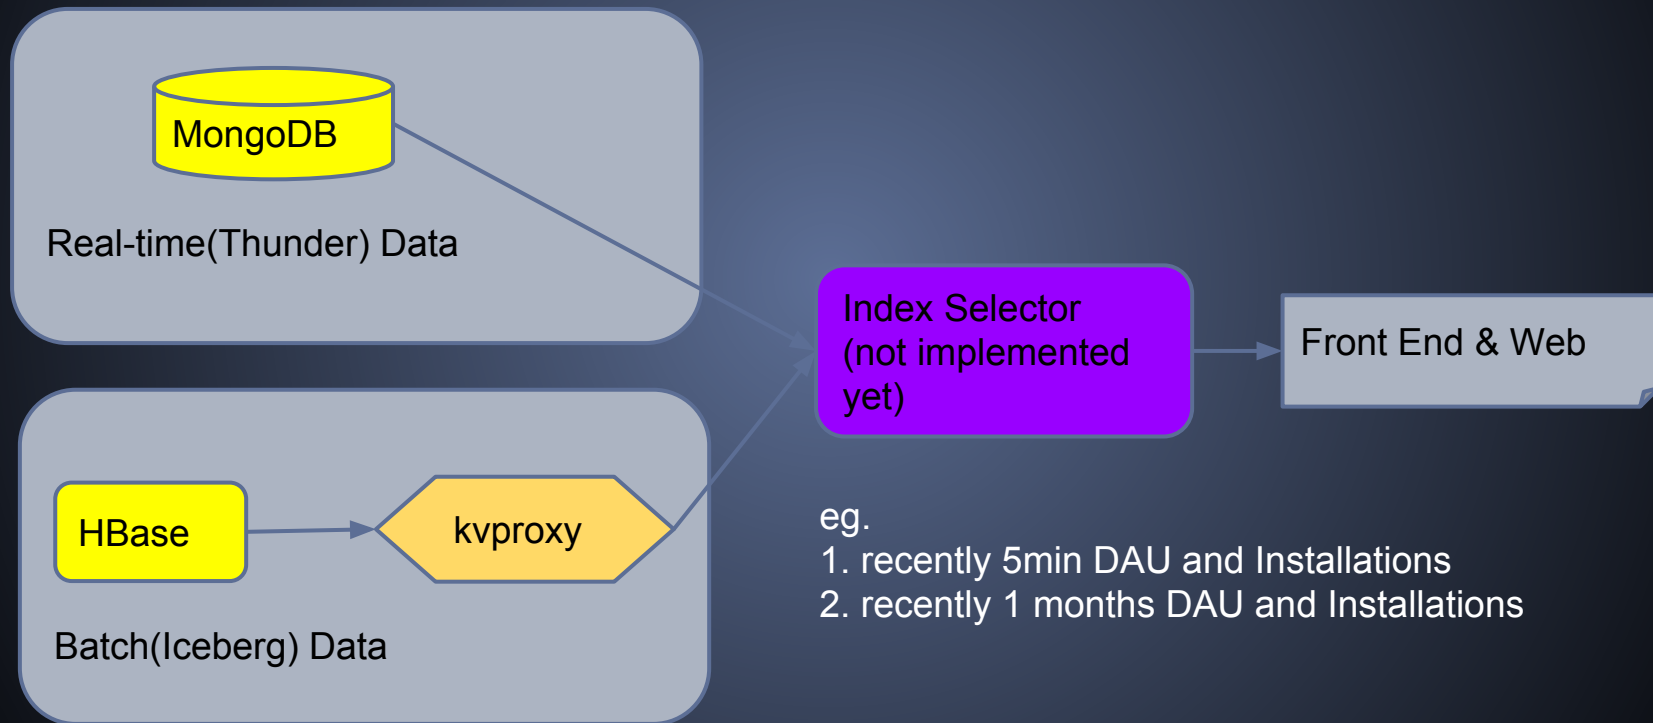 MongoDB
Real-time(Thunder) Data
HBase
kvproxy
Batch(Iceberg) Data
Index Selector
(not implemented
yet)
Front End & Web
eg.
1. recently 5min DAU and Installations
2. recently 1 months DAU and Installations